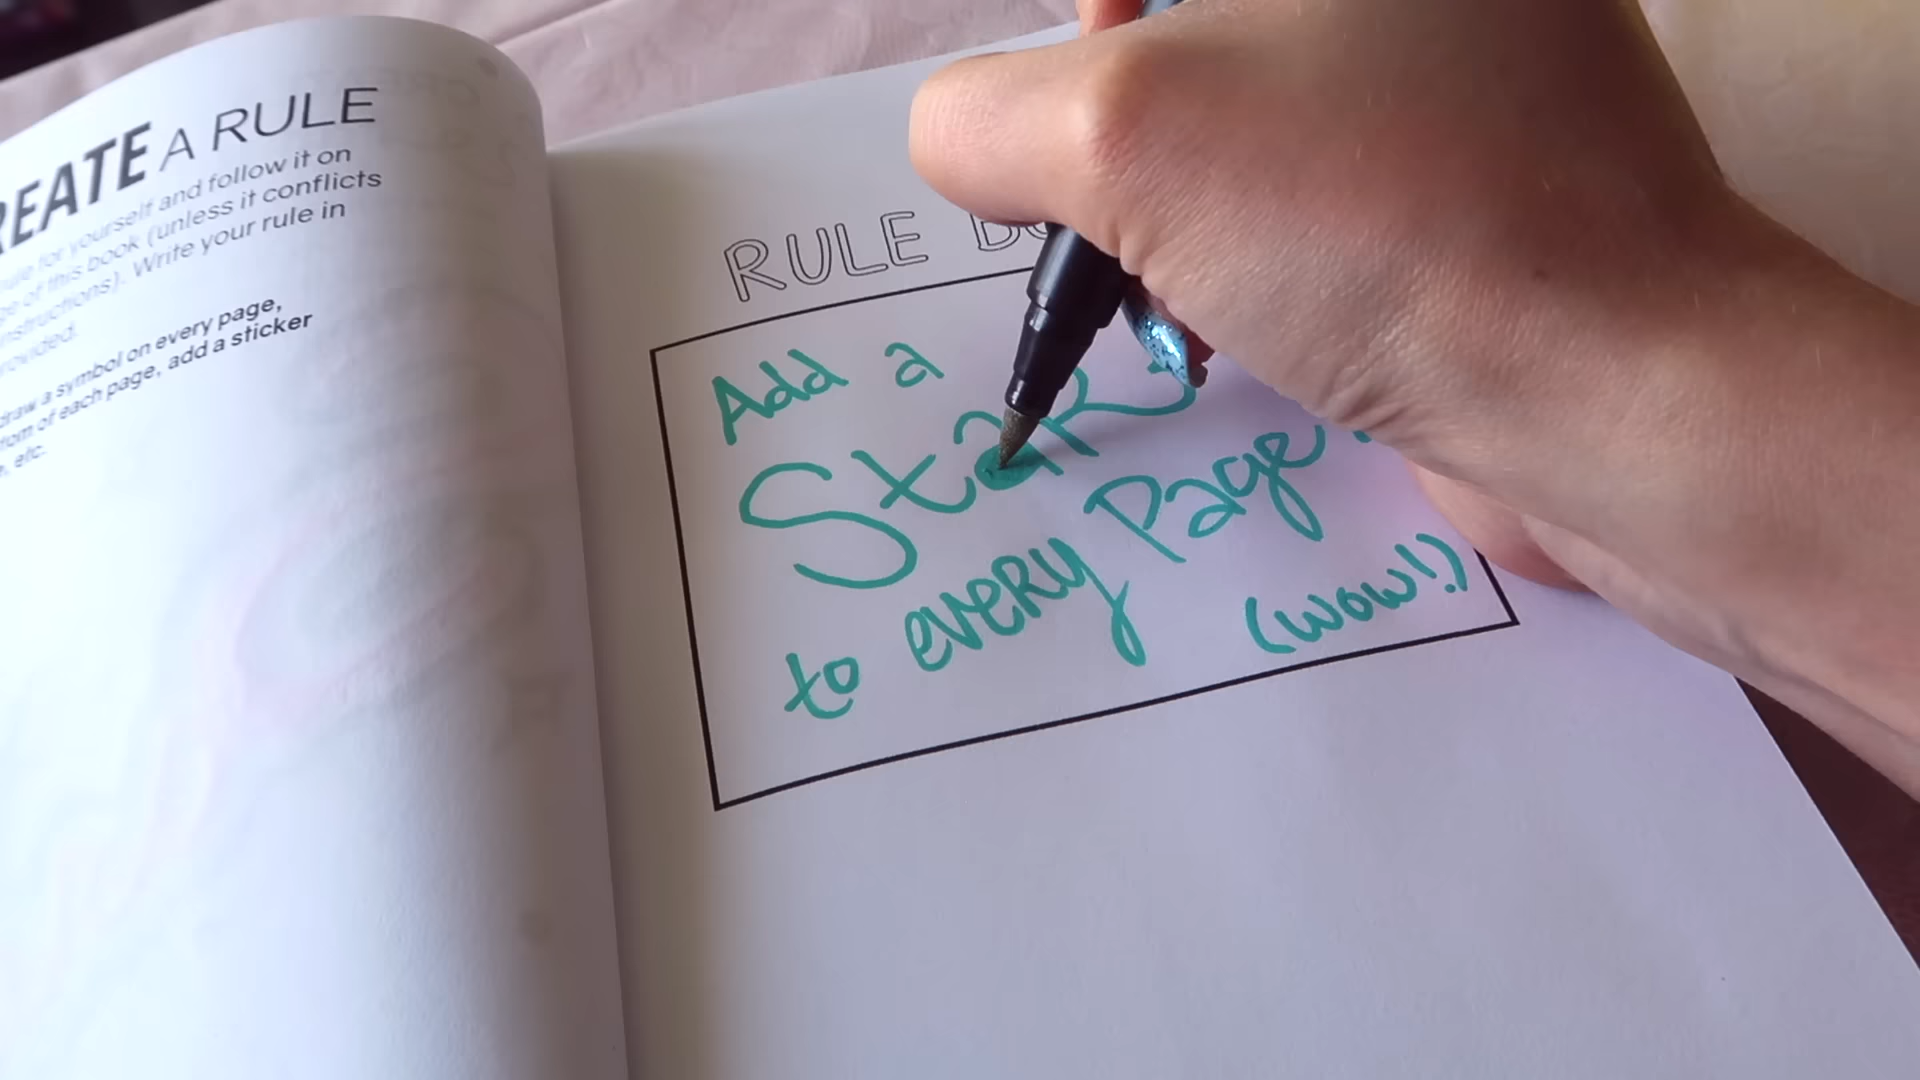 REATE A RULE
rule for yourself and follow it on
ge of this book (unless it conflicts
nstructions). Write your rule in
rovided.
draw a symbol on every page,
tom of each page, add a sticker
, etc.
RULE
Add a
StaR
to eveRy Page
(wow!)